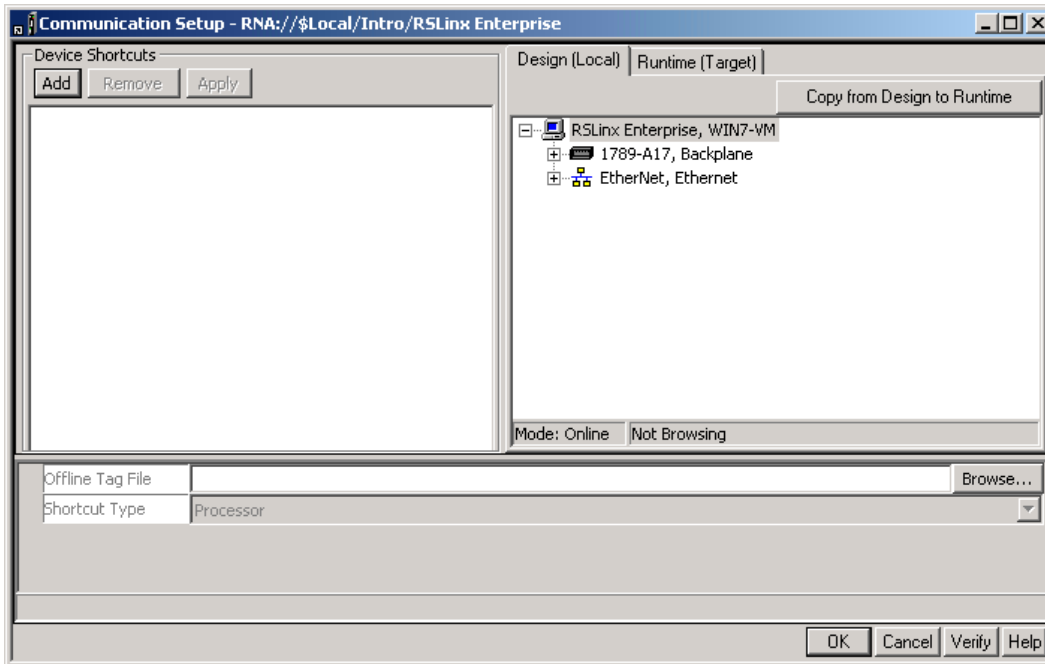 Communication Setup - RNA://$Local/Intro/RSLinx Enterprise
Device Shortcuts
Add Remove Apply
Design (Local) Runtime (Target)
Copy from Design to Runtime
RSLinx Enterprise, WIN7-VM
1789-A17, Backplane
EtherNet, Ethernet
Mode: Online Not Browsing
Offline Tag File Browse...
Shortcut Type Processor
OK Cancel Verify Help